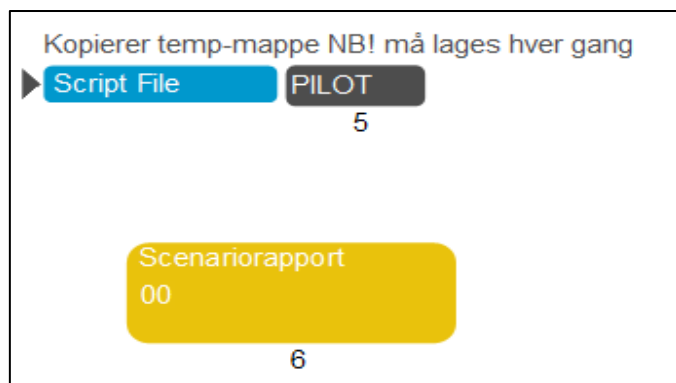 Kopierer temp-mappe NB! må lages hver gang
Script File PILOT
5
Scenariorapport
00
6